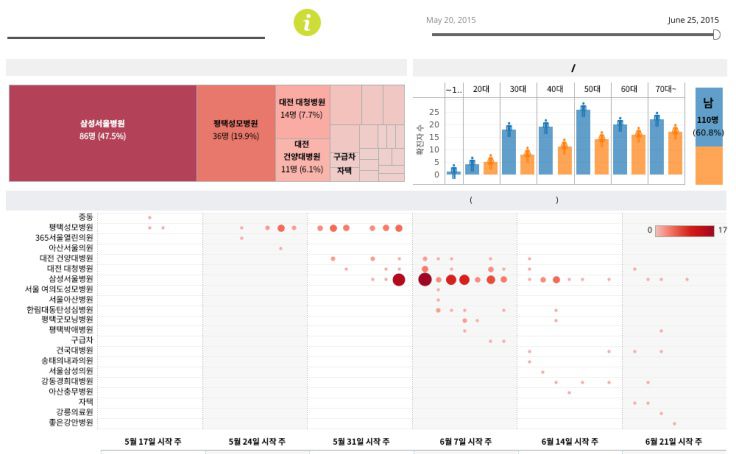 i
May 20, 2015
June 25, 2015
/
삼성서울병원
86명 (47.5%)
평택성모병원
36명 (19.9%)
대전 대청병원
14명 (7.7%)
대전
건양대병원
11명 (6.1%)
구급차
자택
~1..
20대
30대
40대
50대
60대
70대~
확진자 수
25
20
15
10
5
0
남
110명
(60.8%)
( )
0
17
중동
평택성모병원
365서울열린의원
아산서울의원
대전 건양대병원
대전 대청병원
삼성서울병원
서울 여의도성모병원
서울아산병원
한림대동탄성심병원
평택굿모닝병원
평택박애병원
구급차
건국대병원
송태의내과의원
서울삼성의원
강동경희대병원
아산충무병원
자택
강릉의료원
좋은강안병원
5월 17일 시작 주
5월 24일 시작 주
5월 31일 시작 주
6월 7일 시작 주
6월 14일 시작 주
6월 21일 시작 주